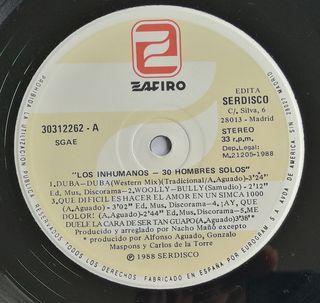 ZAFIRO
30312262 - A
SGAE
EDITA
SERDISCO
C/. Silva, 6
28013 - Madrid
STEREO
33 r.p.m.
Dep. Legal:
M.21205-1988
"LOS INHUMANOS — 30 HOMBRES SOLOS"
1.DUBA-DUBA(Western Mix)(Tradicional/A.Aguado)-3'24"
Ed, Mus, Discorama-2.WOOLLY-BULLY(Samudio)-2'12"
3.QUE DIFICIL ES HACER EL AMOR EN UN SIMCA 1000
(A.Aguado)-3'02" Ed, Mus, Discorama-4.¡AY, QUE
DOLOR! (A.Aguado)-2'44" Ed, Mus, Discorama-5.ME
DUELE LA CARA DE SER TAN GUAPO(A.Aguado)3'36"*
Producido y arreglado por Nacho Mañó excepto
* producido por Alfonso Aguado, Gonzalo
Maspons y Carlos de la Torre
℗ 1988 SERDISCO
RESERVADOS TODOS LOS DERECHOS. FABRICADO EN ESPAÑA POR EUROGRAM. S.A.
PROHIBIDA LA UTILIZACION PUBLICA